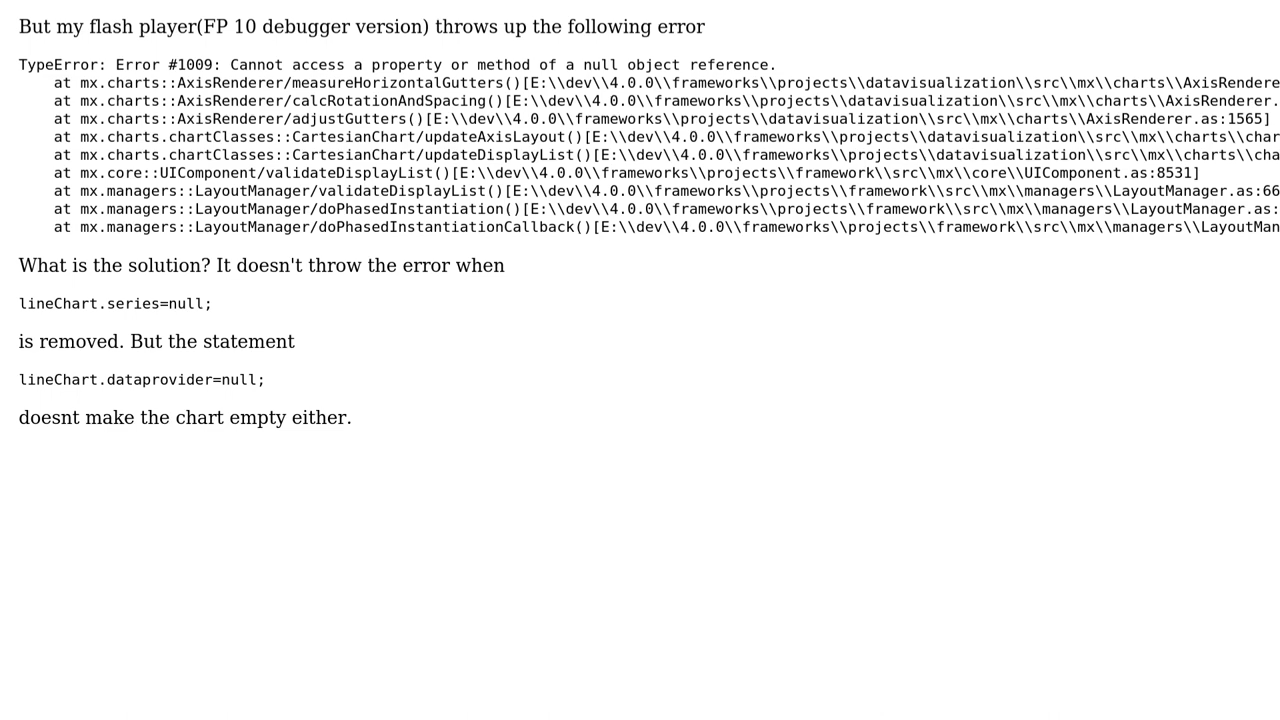 But my flash player(FP 10 debugger version) throws up the following error
TypeError: Error #1009: Cannot access a property or method of a null object reference.
at mx.charts::AxisRenderer/measureHorizontalGutters()[E:\\dev\\4.0.0\\frameworks\\projects\\datavisualization\\src\\mx\\charts\\AxisRendere
at mx.charts::AxisRenderer/calcRotationAndSpacing()[E:\\dev\\4.0.0\\frameworks\\projects\\datavisualization\\src\\mx\\charts\\AxisRenderer.
at mx.charts::AxisRenderer/adjustGutters()[E:\\dev\\4.0.0\\frameworks\\projects\\datavisualization\\src\\mx\\charts\\AxisRenderer.as:1565]
at mx.charts.chartClasses::CartesianChart/updateAxisLayout()[E:\\dev\\4.0.0\\frameworks\\projects\\datavisualization\\src\\mx\\charts\\char
at mx.charts.chartClasses::CartesianChart/updateDisplayList()[E:\\dev\\4.0.0\\frameworks\\projects\\datavisualization\\src\\mx\\charts\\cha
at mx.core::UIComponent/validateDisplayList()[E:\\dev\\4.0.0\\frameworks\\projects\\framework\\src\\mx\\core\\UIComponent.as:8531]
at mx.managers::LayoutManager/validateDisplayList()[E:\\dev\\4.0.0\\frameworks\\projects\\framework\\src\\mx\\managers\\LayoutManager.as:66
at mx.managers::LayoutManager/doPhasedInstantiation()[E:\\dev\\4.0.0\\frameworks\\projects\\framework\\src\\mx\\managers\\LayoutManager.as:
at mx.managers::LayoutManager/doPhasedInstantiationCallback()[E:\\dev\\4.0.0\\frameworks\\projects\\framework\\src\\mx\\managers\\LayoutMan
What is the solution? It doesn't throw the error when
lineChart.series=null;
is removed. But the statement
lineChart.dataprovider=null;
doesnt make the chart empty either.